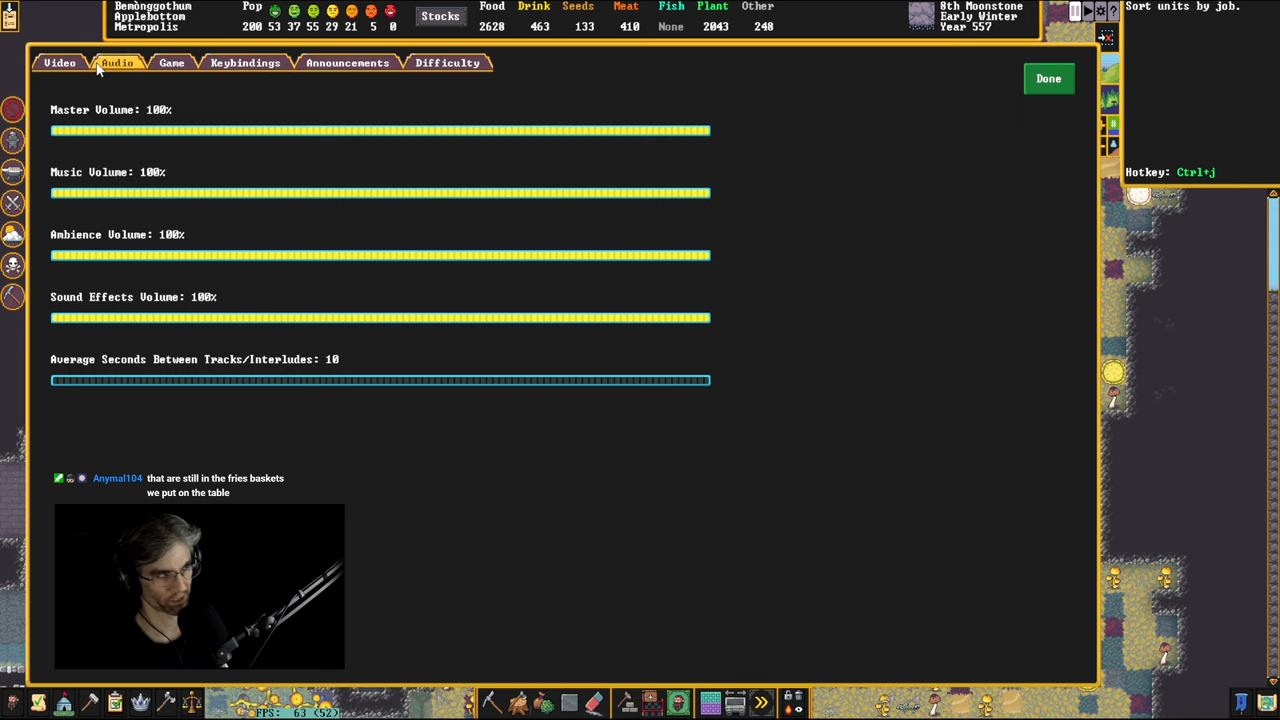 Bemòngothum
Applebottom
Metropolis
Pop
200 53 37 55 29 21 5 0
Stocks
Food Drink Seeds Meat Fish Plant Other
2628 463 133 410 None 2043 248
8th Moonstone
Early Winter
Year 557
Sort units by job.
Hotkey: Ctrl+j
Video
Audio
Game
Keybindings
Announcements
Difficulty
Done
Master Volume: 100%
Music Volume: 100%
Ambience Volume: 100%
Sound Effects Volume: 100%
Average Seconds Between Tracks/Interludes: 10
Anymal104 that are still in the fries baskets
we put on the table
FPS: 63 (52)